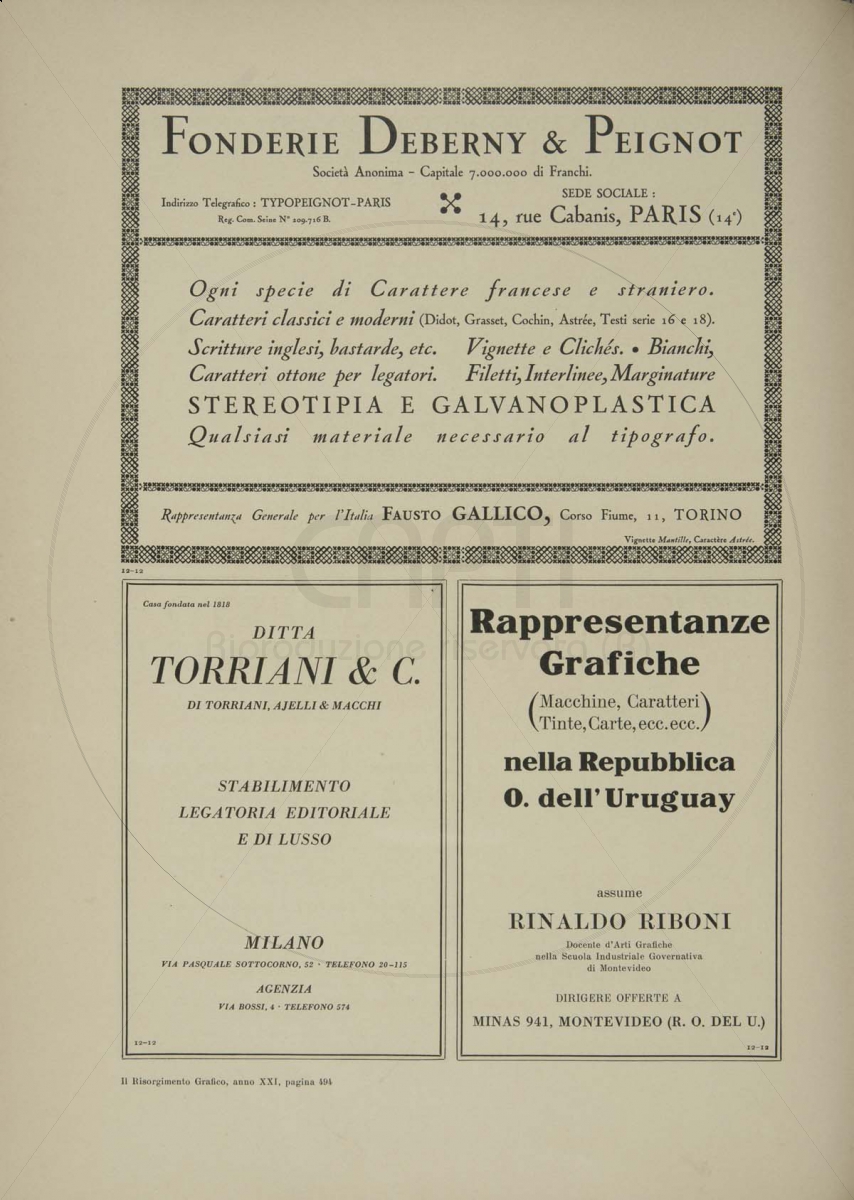 FONDERIE DEBERNY & PEIGNOT
Società Anonima – Capitale 7.000.000 di Franchi.
Indirizzo Telegrafico : TYPOPEIGNOT-PARIS
Reg. Com. Seine N° 209.716 B.
SEDE SOCIALE :
14, rue Cabanis, PARIS (14e)
Ogni specie di Carattere francese e straniero.
Caratteri classici e moderni (Didot, Grasset, Cochin, Astrée, Testi serie 16 e 18).
Scritture inglesi, bastarde, etc. Vignette e Clichés. • Bianchi,
Caratteri ottone per legatori. Filetti, Interlinee, Marginature
STEREOTIPIA E GALVANOPLASTICA
Qualsiasi materiale necessario al tipografo.
Rappresentanza Generale per l'Italia FAUSTO GALLICO, Corso Fiume, 11, TORINO
Vignette Mantille, Caractère Astrée.
12-12
Casa fondata nel 1818
DITTA
TORRIANI & C.
DI TORRIANI, AJELLI & MACCHI
STABILIMENTO
LEGATORIA EDITORIALE
E DI LUSSO
MILANO
VIA PASQUALE SOTTOCORNO, 52 · TELEFONO 20-115
AGENZIA
VIA BOSSI, 4 · TELEFONO 574
12-12
Rappresentanze
Grafiche
(Macchine, Caratteri
Tinte, Carte, ecc. ecc.)
nella Repubblica
O. dell' Uruguay
assume
RINALDO RIBONI
Docente d'Arti Grafiche
nella Scuola Industriale Governativa
di Montevideo
DIRIGERE OFFERTE A
MINAS 941, MONTEVIDEO (R. O. DEL U.)
12-12
Il Risorgimento Grafico, anno XXI, pagina 494